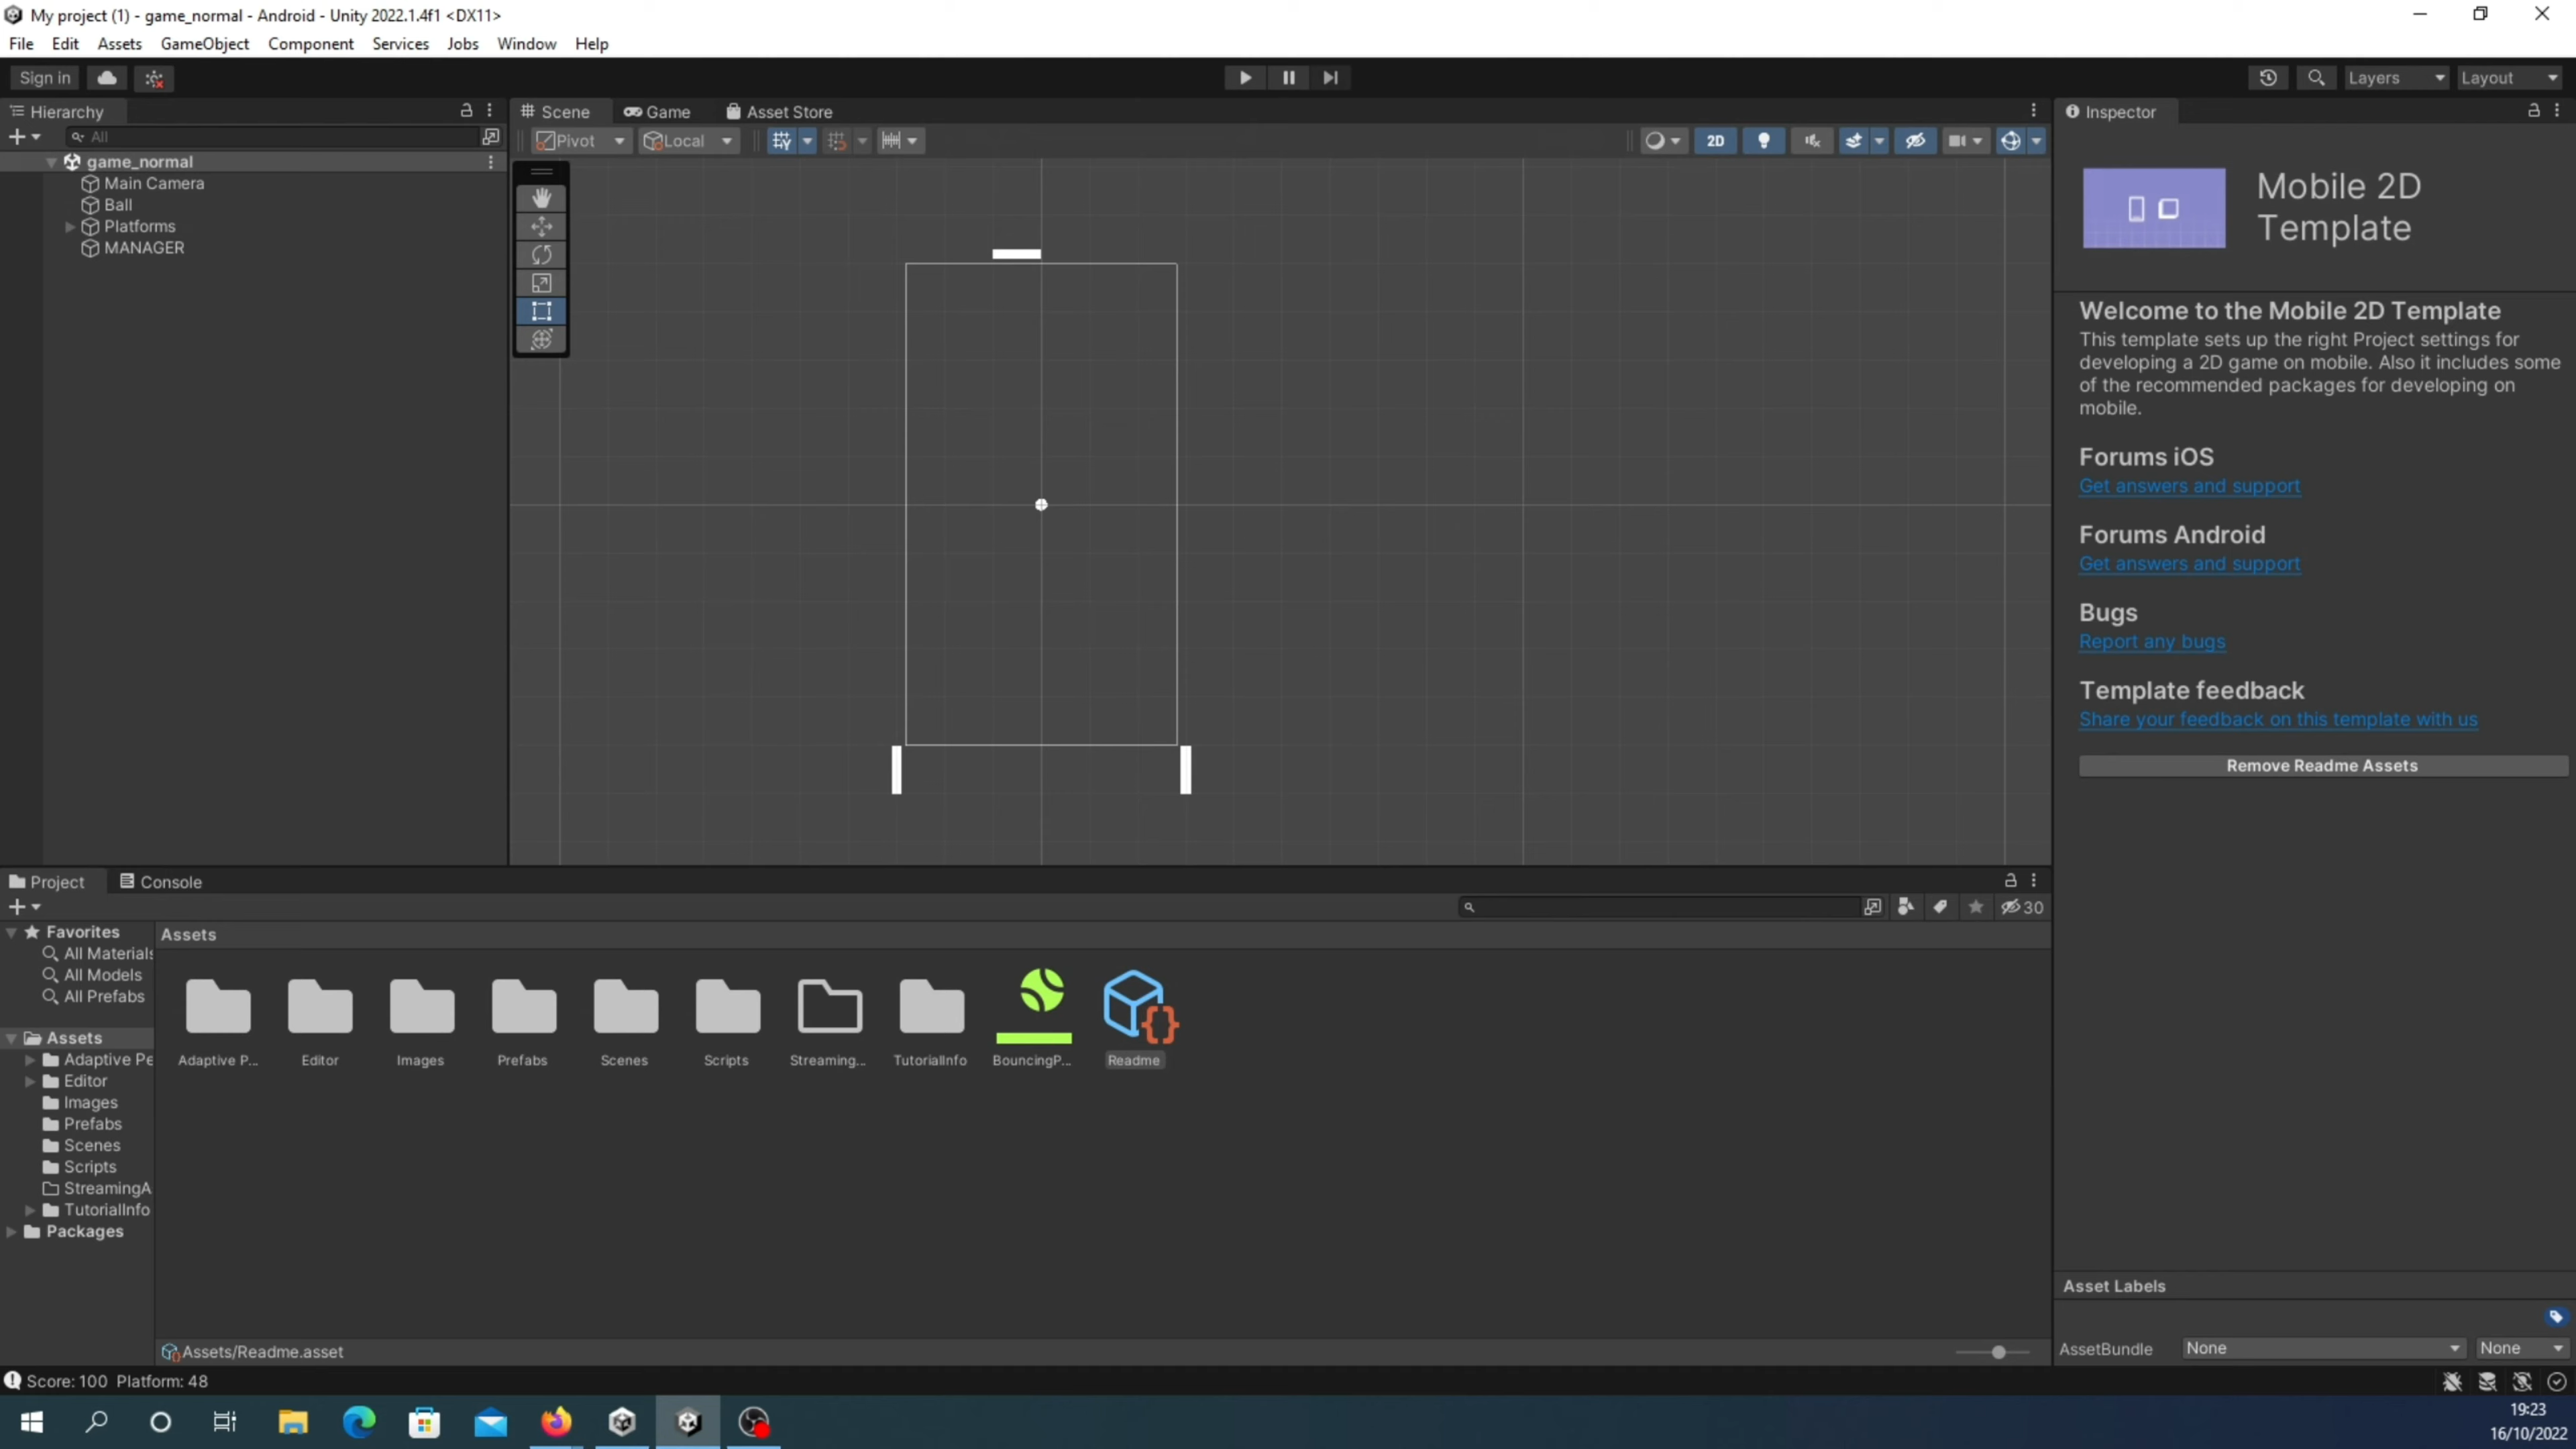 My project (1) - game_normal - Android - Unity 2022.1.4f1 <DX11>
File Edit Assets GameObject Component Services Jobs Window Help
Sign in
Layers
Layout
Hierarchy
All
game_normal
Main Camera
Ball
Platforms
MANAGER
Scene
Game
Asset Store
Pivot
Local
2D
Inspector
Mobile 2D
Template
Welcome to the Mobile 2D Template
This template sets up the right Project settings for
developing a 2D game on mobile. Also it includes some
of the recommended packages for developing on
mobile.
Forums iOS
Get answers and support
Forums Android
Get answers and support
Bugs
Report any bugs
Template feedback
Share your feedback on this template with us
Remove Readme Assets
Project
Console
30
Favorites
All Materials
All Models
All Prefabs
Assets
Adaptive Pe
Editor
Images
Prefabs
Scenes
Scripts
StreamingA
TutorialInfo
Packages
Assets
Adaptive P...
Editor
Images
Prefabs
Scenes
Scripts
Streaming...
TutorialInfo
BouncingP...
Readme
Assets/Readme.asset
Asset Labels
AssetBundle
None
None
Score: 100 Platform: 48
19:23
16/10/2022